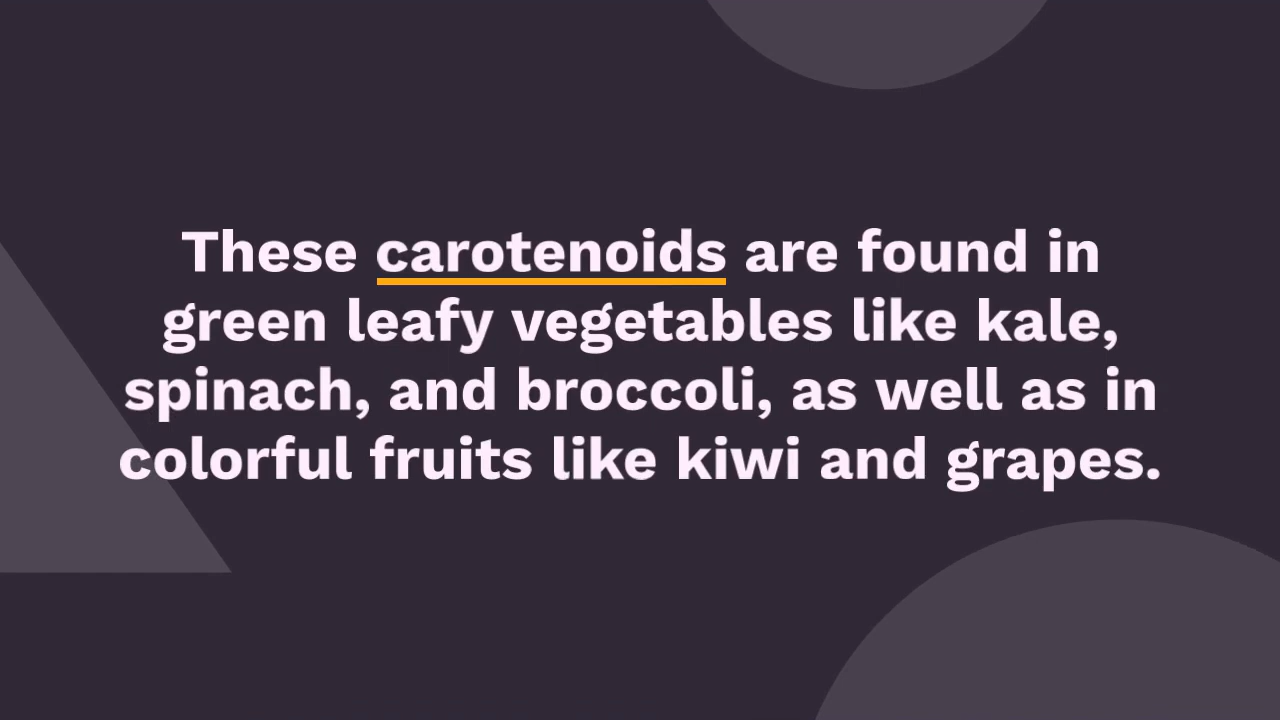 These carotenoids are found in
green leafy vegetables like kale,
spinach, and broccoli, as well as in
colorful fruits like kiwi and grapes.